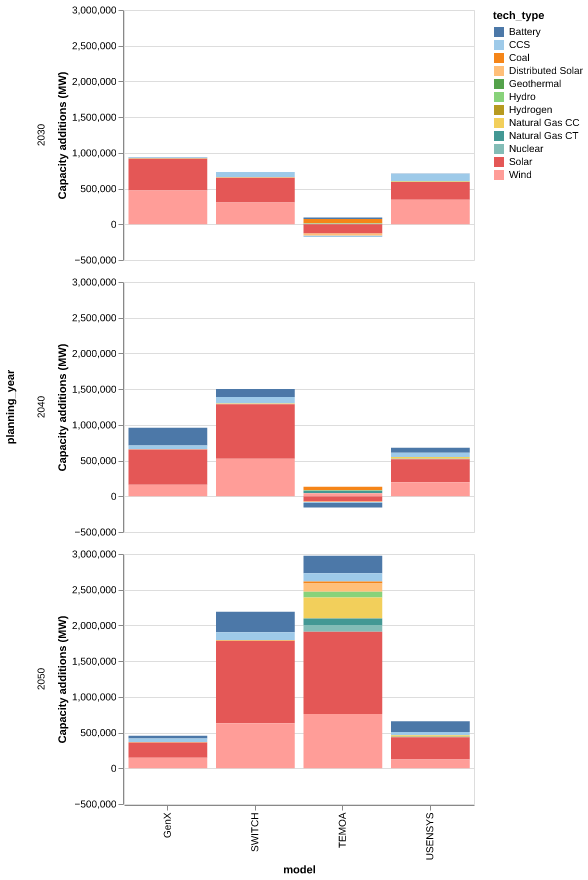 tech_type
Battery
CCS
Coal
Distributed Solar
Geothermal
Hydro
Hydrogen
Natural Gas CC
Natural Gas CT
Nuclear
Solar
Wind
planning_year
2030
Capacity additions (MW)
3,000,000
2,500,000
2,000,000
1,500,000
1,000,000
500,000
0
−500,000
2040
Capacity additions (MW)
3,000,000
2,500,000
2,000,000
1,500,000
1,000,000
500,000
0
−500,000
2050
Capacity additions (MW)
3,000,000
2,500,000
2,000,000
1,500,000
1,000,000
500,000
0
−500,000
GenX
SWITCH
TEMOA
USENSYS
model